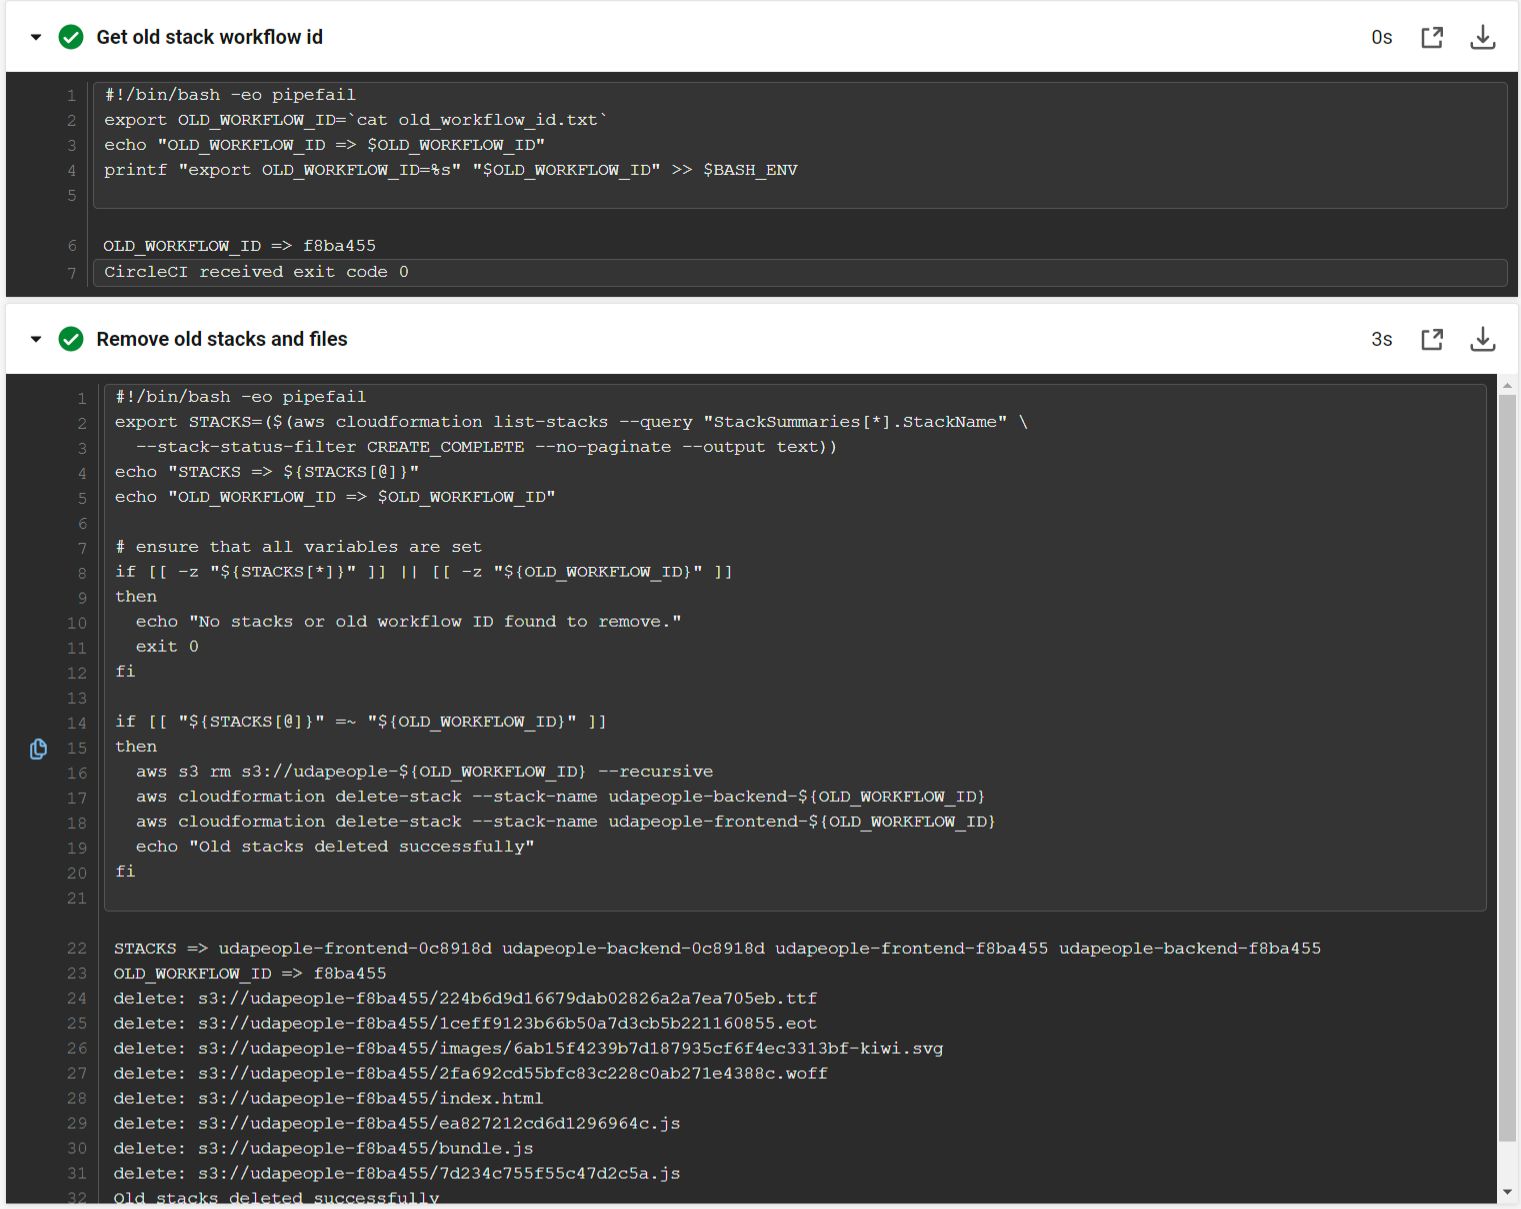 Get old stack workflow id
0s
1 #!/bin/bash -eo pipefail
2 export OLD_WORKFLOW_ID=`cat old_workflow_id.txt`
3 echo "OLD_WORKFLOW_ID => $OLD_WORKFLOW_ID"
4 printf "export OLD_WORKFLOW_ID=%s" "$OLD_WORKFLOW_ID" >> $BASH_ENV
5
6 OLD_WORKFLOW_ID => f8ba455
7 CircleCI received exit code 0
Remove old stacks and files
3s
1 #!/bin/bash -eo pipefail
2 export STACKS=($(aws cloudformation list-stacks --query "StackSummaries[*].StackName" \
3   --stack-status-filter CREATE_COMPLETE --no-paginate --output text))
4 echo "STACKS => ${STACKS[@]}"
5 echo "OLD_WORKFLOW_ID => $OLD_WORKFLOW_ID"
6
7 # ensure that all variables are set
8 if [[ -z "${STACKS[*]}" ]] || [[ -z "${OLD_WORKFLOW_ID}" ]]
9 then
10   echo "No stacks or old workflow ID found to remove."
11   exit 0
12 fi
13
14 if [[ "${STACKS[@]}" =~ "${OLD_WORKFLOW_ID}" ]]
15 then
16   aws s3 rm s3://udapeople-${OLD_WORKFLOW_ID} --recursive
17   aws cloudformation delete-stack --stack-name udapeople-backend-${OLD_WORKFLOW_ID}
18   aws cloudformation delete-stack --stack-name udapeople-frontend-${OLD_WORKFLOW_ID}
19   echo "Old stacks deleted successfully"
20 fi
21
22 STACKS => udapeople-frontend-0c8918d udapeople-backend-0c8918d udapeople-frontend-f8ba455 udapeople-backend-f8ba455
23 OLD_WORKFLOW_ID => f8ba455
24 delete: s3://udapeople-f8ba455/224b6d9d16679dab02826a2a7ea705eb.ttf
25 delete: s3://udapeople-f8ba455/1ceff9123b66b50a7d3cb5b221160855.eot
26 delete: s3://udapeople-f8ba455/images/6ab15f4239b7d187935cf6f4ec3313bf-kiwi.svg
27 delete: s3://udapeople-f8ba455/2fa692cd55bfc83c228c0ab271e4388c.woff
28 delete: s3://udapeople-f8ba455/index.html
29 delete: s3://udapeople-f8ba455/ea827212cd6d1296964c.js
30 delete: s3://udapeople-f8ba455/bundle.js
31 delete: s3://udapeople-f8ba455/7d234c755f55c47d2c5a.js
32 Old stacks deleted successfully